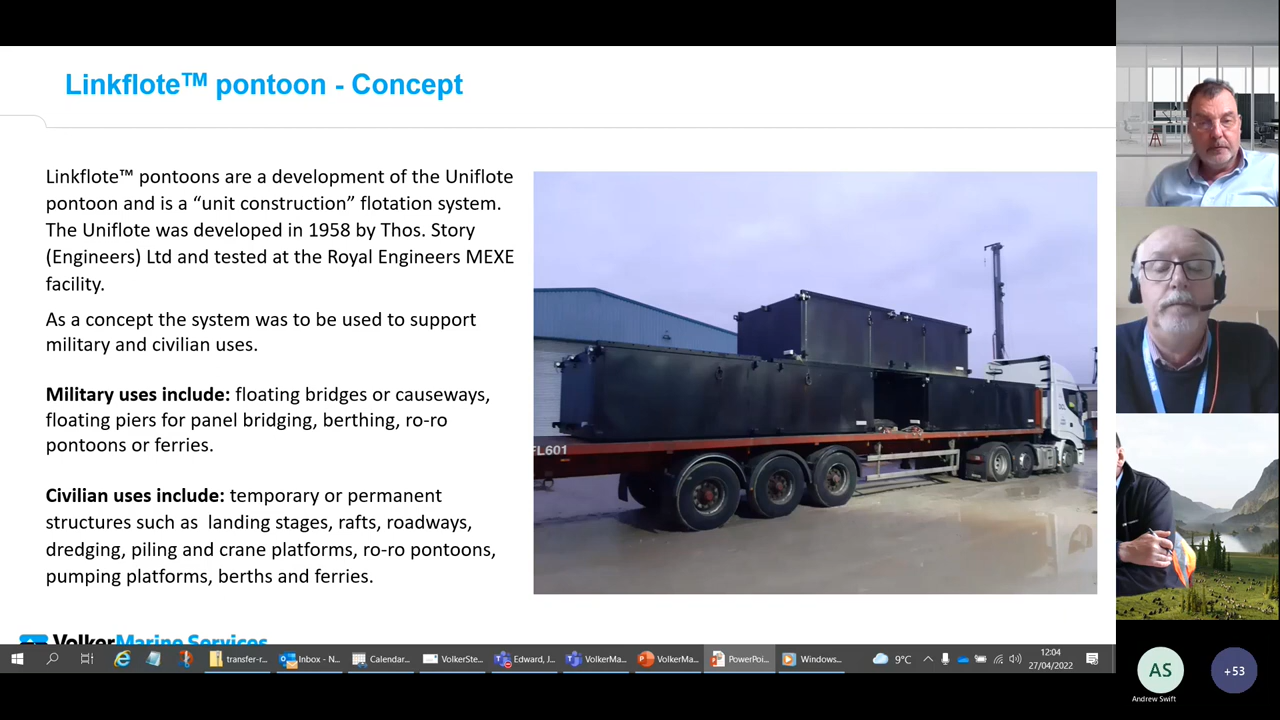 Linkflote™ pontoon - Concept
Linkflote™ pontoons are a development of the Uniflote
pontoon and is a “unit construction” flotation system.
The Uniflote was developed in 1958 by Thos. Story
(Engineers) Ltd and tested at the Royal Engineers MEXE
facility.
As a concept the system was to be used to support
military and civilian uses.
Military uses include: floating bridges or causeways,
floating piers for panel bridging, berthing, ro-ro
pontoons or ferries.
Civilian uses include: temporary or permanent
structures such as landing stages, rafts, roadways,
dredging, piling and crane platforms, ro-ro pontoons,
pumping platforms, berths and ferries.
FL601
VolkerMarine Services
transfer-r...
Inbox - N...
Calendar...
VolkerSte...
Edward, J...
VolkerMa...
VolkerMa...
PowerPoi...
Windows...
9°C
12:04
27/04/2022
AS
Andrew Swift
+53